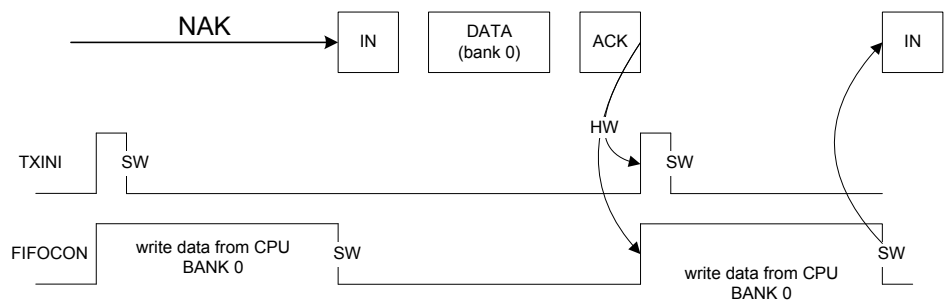 NAK
IN
DATA
(bank 0)
ACK
IN
HW
TXINI
SW
SW
FIFOCON
write data from CPU
BANK 0
SW
write data from CPU
BANK 0
SW